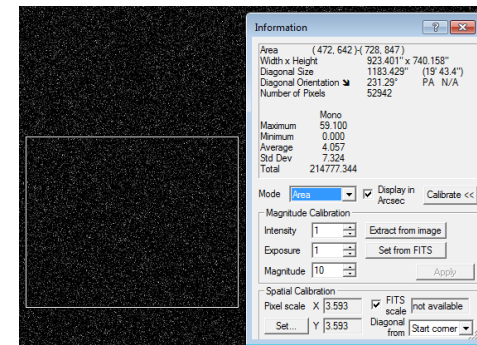 Information
Area ( 472, 642 )-( 728, 847 )
Width x Height 923.401" x 740.158"
Diagonal Size 1183.429" (19' 43.4")
Diagonal Orientation 231.29° PA N/A
Number of Pixels 52942
Mono
Maximum 59.100
Minimum 0.000
Average 4.057
Std Dev 7.324
Total 214777.344
Mode Area Display in Arcsec Calibrate <<
Magnitude Calibration
Intensity 1 Extract from image
Exposure 1 Set from FITS
Magnitude 10 Apply
Spatial Calibration
Pixel scale X 3.593 FITS scale not available
Set... Y 3.593 Diagonal from Start corner